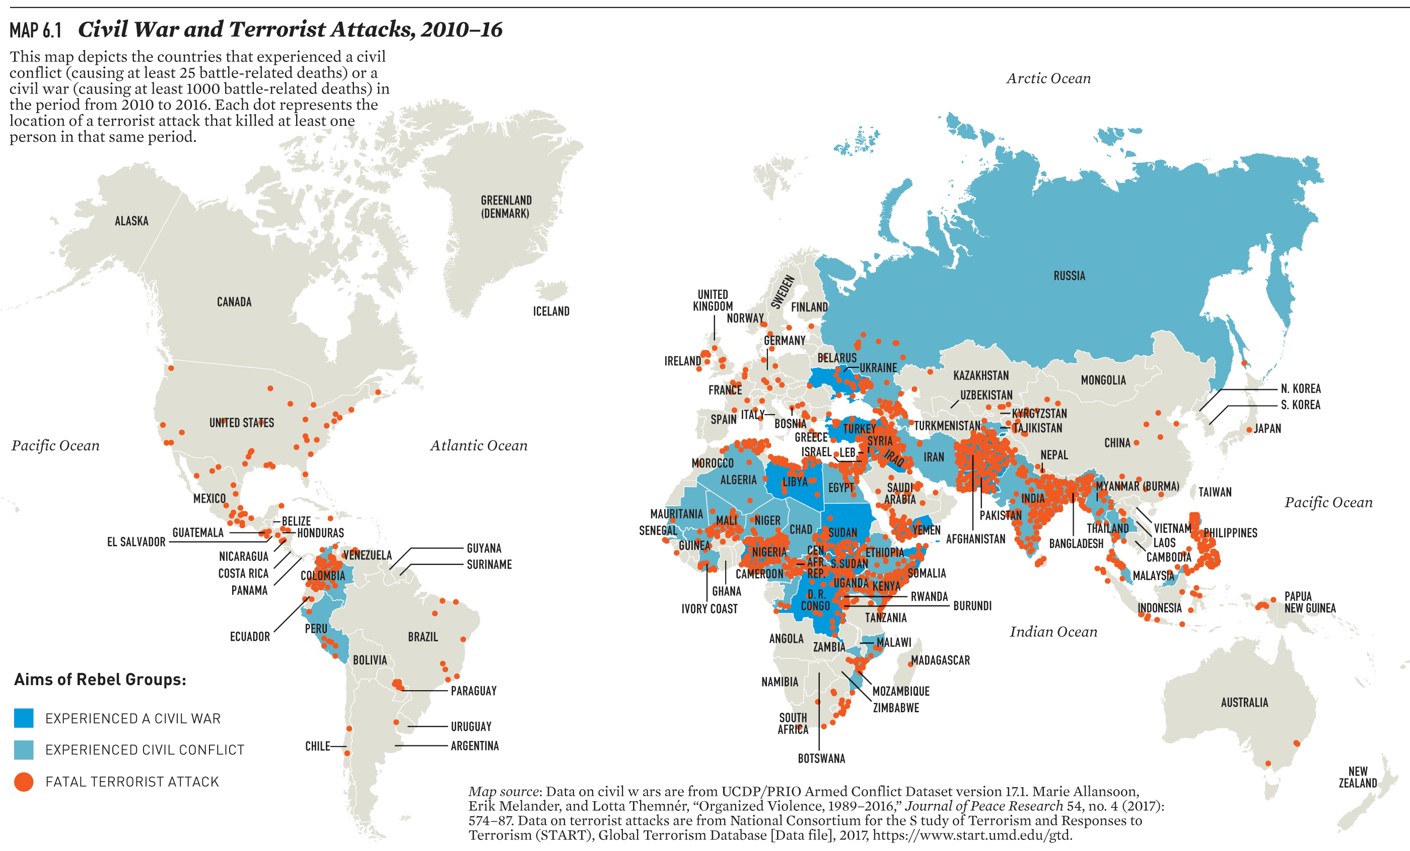 MAP 6.1 Civil War and Terrorist Attacks, 2010–16
This map depicts the countries that experienced a civil
conflict (causing at least 25 battle-related deaths) or a
civil war (causing at least 1000 battle-related deaths) in
the period from 2010 to 2016. Each dot represents the
location of a terrorist attack that killed at least one
person in that same period.
Arctic Ocean
GREENLAND
(DENMARK)
ALASKA
RUSSIA
CANADA
ICELAND
SWEDEN
FINLAND
UNITED
KINGDOM
NORWAY
GERMANY
IRELAND
BELARUS
UKRAINE
KAZAKHSTAN
MONGOLIA
FRANCE
UZBEKISTAN
N. KOREA
S. KOREA
SPAIN
ITALY
BOSNIA
KYRGYZSTAN
TAJIKISTAN
TURKMENISTAN
UNITED STATES
GREECE
TURKEY
JAPAN
CHINA
Pacific Ocean
Atlantic Ocean
SYRIA
ISRAEL
LEB.
IRAQ
IRAN
NEPAL
MOROCCO
ALGERIA
LIBYA
EGYPT
SAUDI
ARABIA
MYANMAR (BURMA)
TAIWAN
INDIA
MEXICO
Pacific Ocean
MAURITANIA
MALI
NIGER
CHAD
SUDAN
YEMEN
PAKISTAN
AFGHANISTAN
BANGLADESH
THAILAND
VIETNAM
LAOS
CAMBODIA
PHILIPPINES
SENEGAL
GUINEA
NIGERIA
CEN.
AFR.
REP.
S.SUDAN
ETHIOPIA
BELIZE
HONDURAS
GUATEMALA
EL SALVADOR
NICARAGUA
COSTA RICA
PANAMA
VENEZUELA
GUYANA
SURINAME
COLOMBIA
CAMEROON
UGANDA
KENYA
SOMALIA
MALAYSIA
GHANA
IVORY COAST
D. R.
CONGO
RWANDA
BURUNDI
TANZANIA
INDONESIA
PAPUA
NEW GUINEA
ECUADOR
PERU
BRAZIL
Indian Ocean
ANGOLA
ZAMBIA
MALAWI
BOLIVIA
MADAGASCAR
NAMIBIA
MOZAMBIQUE
ZIMBABWE
PARAGUAY
AUSTRALIA
SOUTH
AFRICA
BOTSWANA
URUGUAY
CHILE
ARGENTINA
NEW
ZEALAND
Aims of Rebel Groups:
EXPERIENCED A CIVIL WAR
EXPERIENCED CIVIL CONFLICT
FATAL TERRORIST ATTACK
Map source: Data on civil w ars are from UCDP/PRIO Armed Conflict Dataset version 17.1. Marie Allansoon,
Erik Melander, and Lotta Themnér, “Organized Violence, 1989–2016,” Journal of Peace Research 54, no. 4 (2017):
574–87. Data on terrorist attacks are from National Consortium for the S tudy of Terrorism and Responses to
Terrorism (START), Global Terrorism Database [Data file], 2017, https://www.start.umd.edu/gtd.